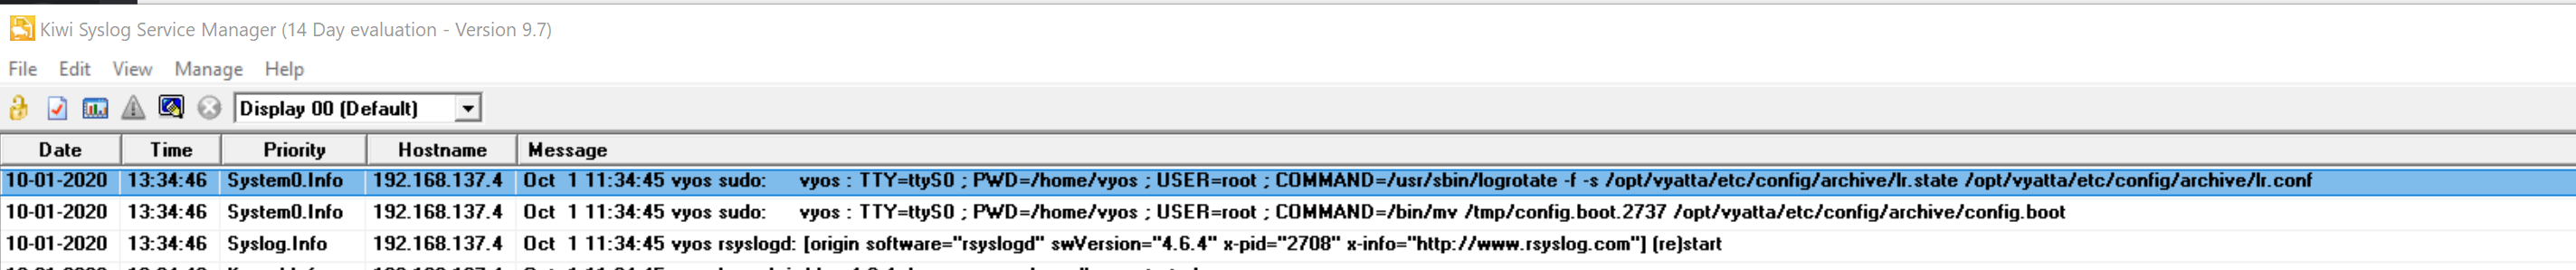 Kiwi Syslog Service Manager (14 Day evaluation - Version 9.7)
File Edit View Manage Help
Display 00 (Default)
Date Time Priority Hostname Message
10-01-2020 13:34:46 System0.Info 192.168.137.4 Oct 1 11:34:45 vyos sudo: vyos : TTY=ttyS0 ; PWD=/home/vyos ; USER=root ; COMMAND=/usr/sbin/logrotate -f -s /opt/vyatta/etc/config/archive/lr.state /opt/vyatta/etc/config/archive/lr.conf
10-01-2020 13:34:46 System0.Info 192.168.137.4 Oct 1 11:34:45 vyos sudo: vyos : TTY=ttyS0 ; PWD=/home/vyos ; USER=root ; COMMAND=/bin/mv /tmp/config.boot.2737 /opt/vyatta/etc/config/archive/config.boot
10-01-2020 13:34:46 Syslog.Info 192.168.137.4 Oct 1 11:34:45 vyos rsyslogd: [origin software="rsyslogd" swVersion="4.6.4" x-pid="2708" x-info="http://www.rsyslog.com"] (re)start